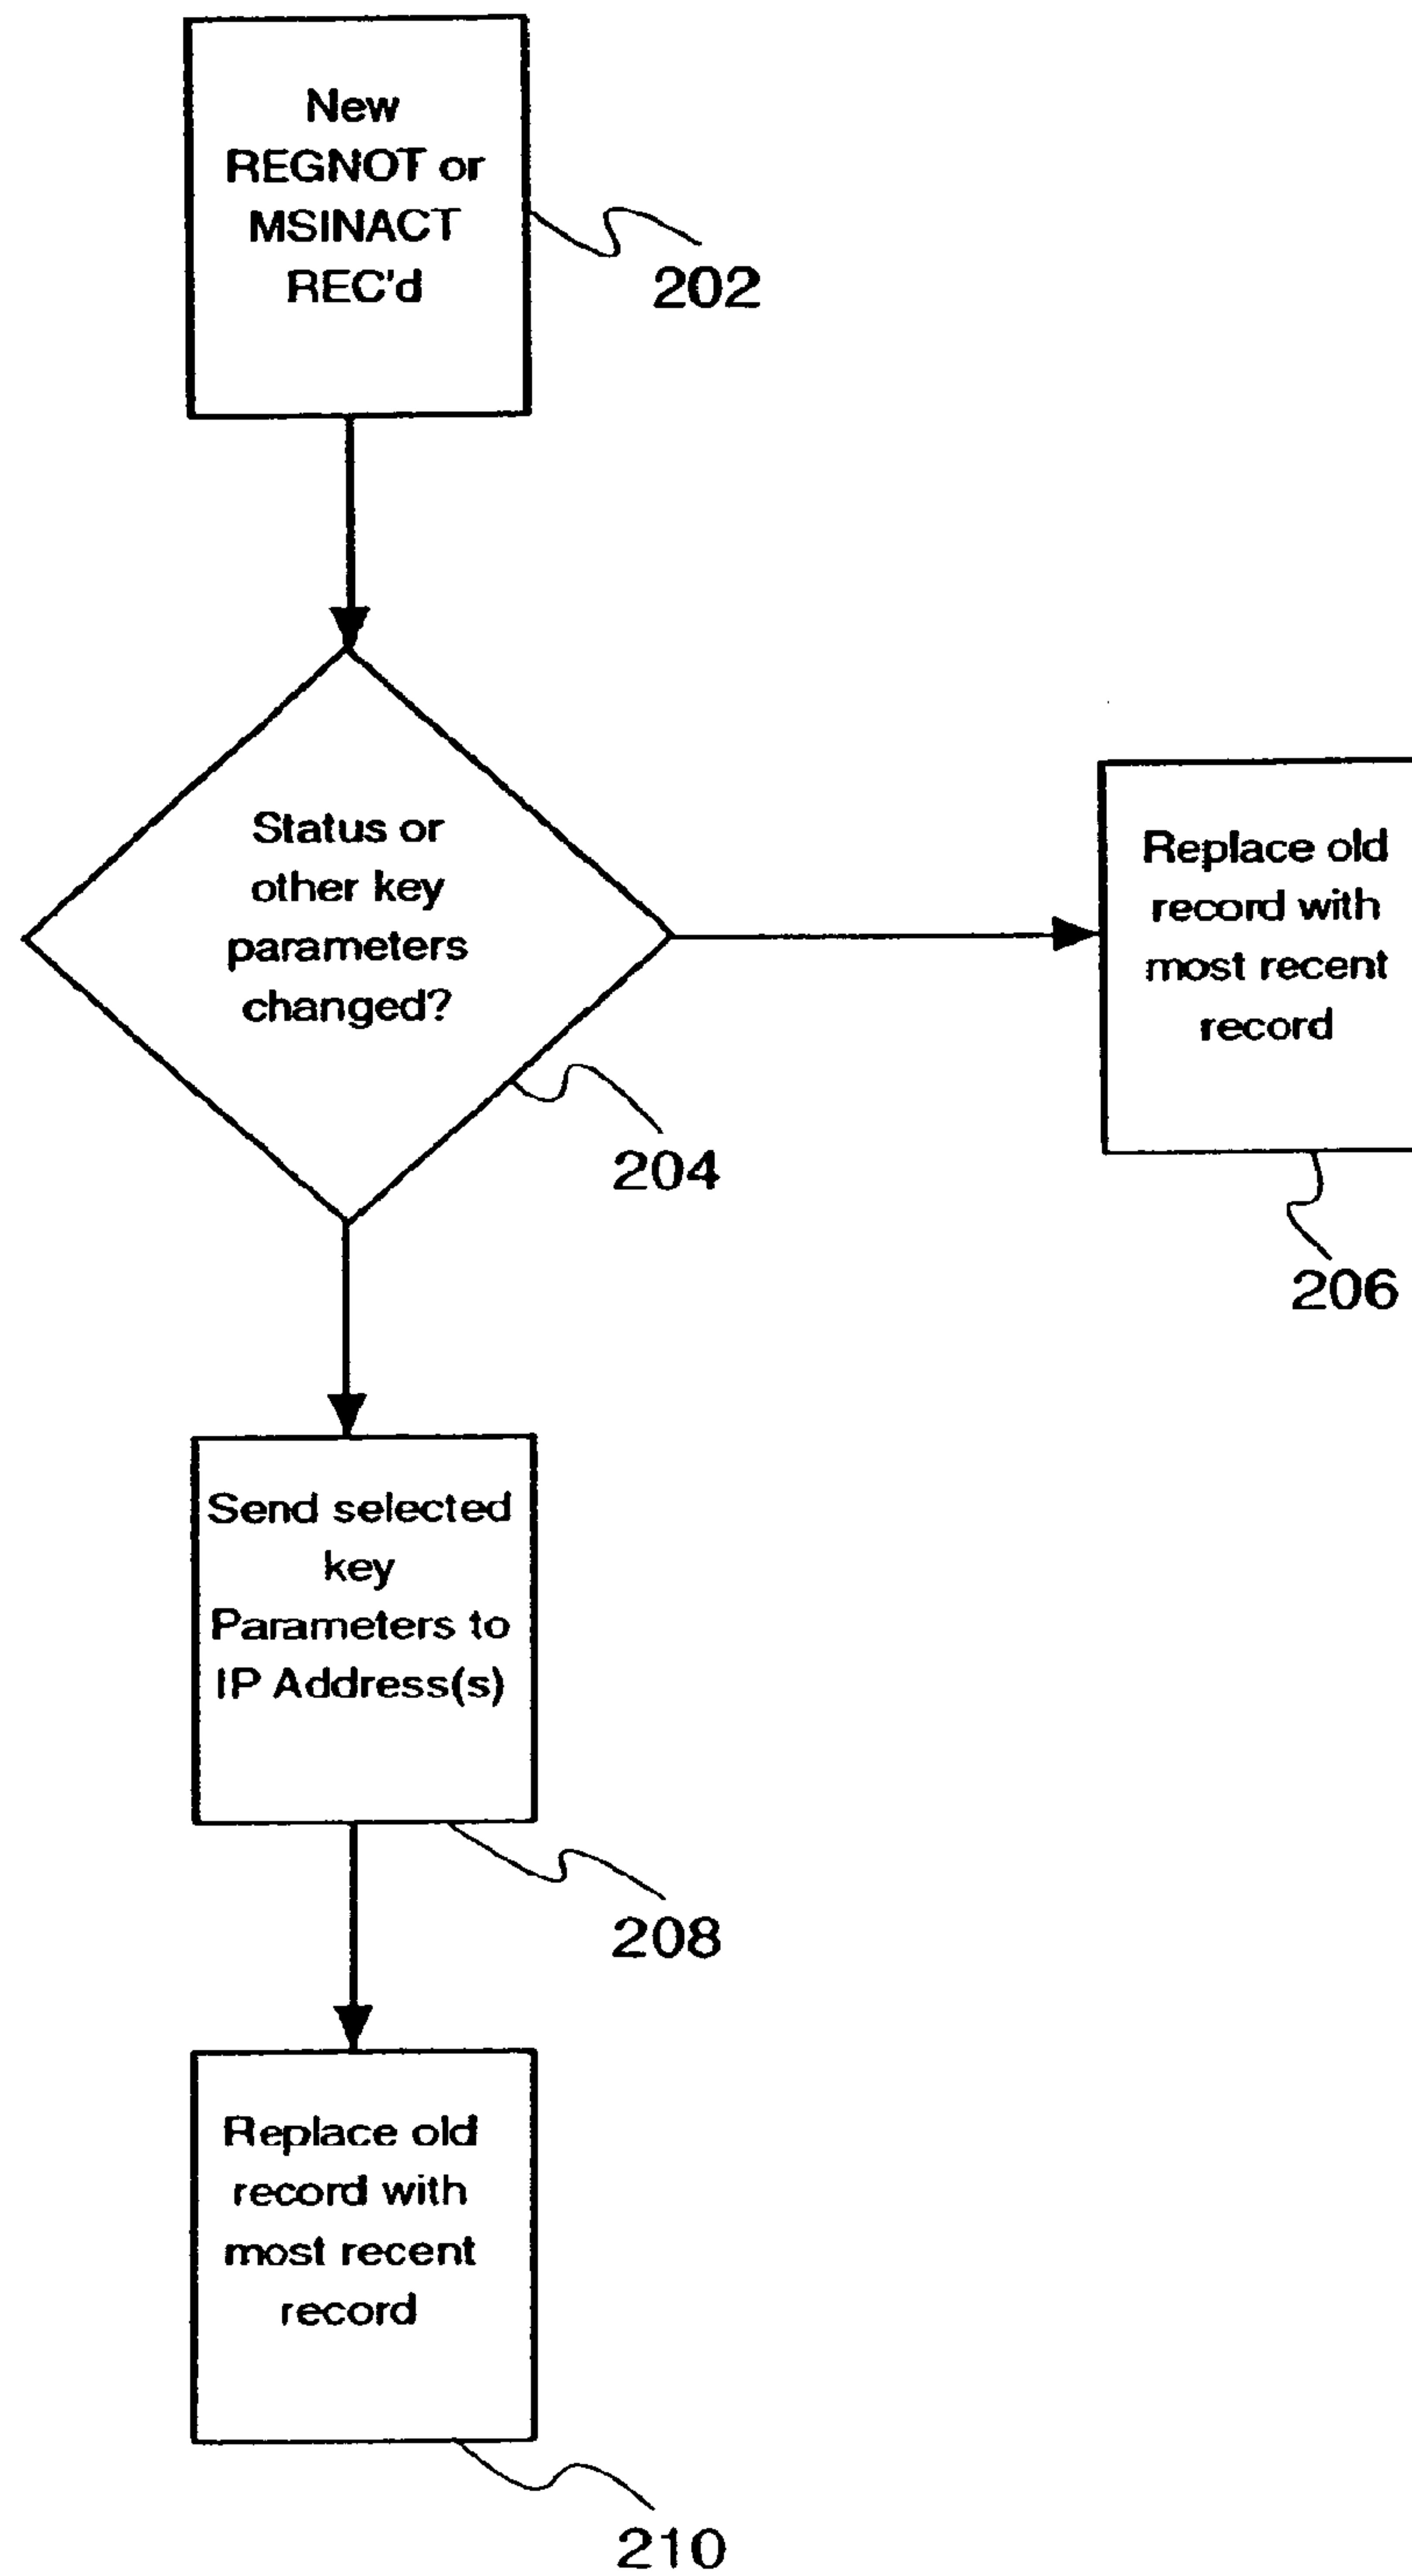 New
REGNOT or
MSINACT
REC'd
202
Status or
other key
parameters
changed?
204
Replace old
record with
most recent
record
206
Send selected
key
Parameters to
IP Address(s)
208
Replace old
record with
most recent
record
210